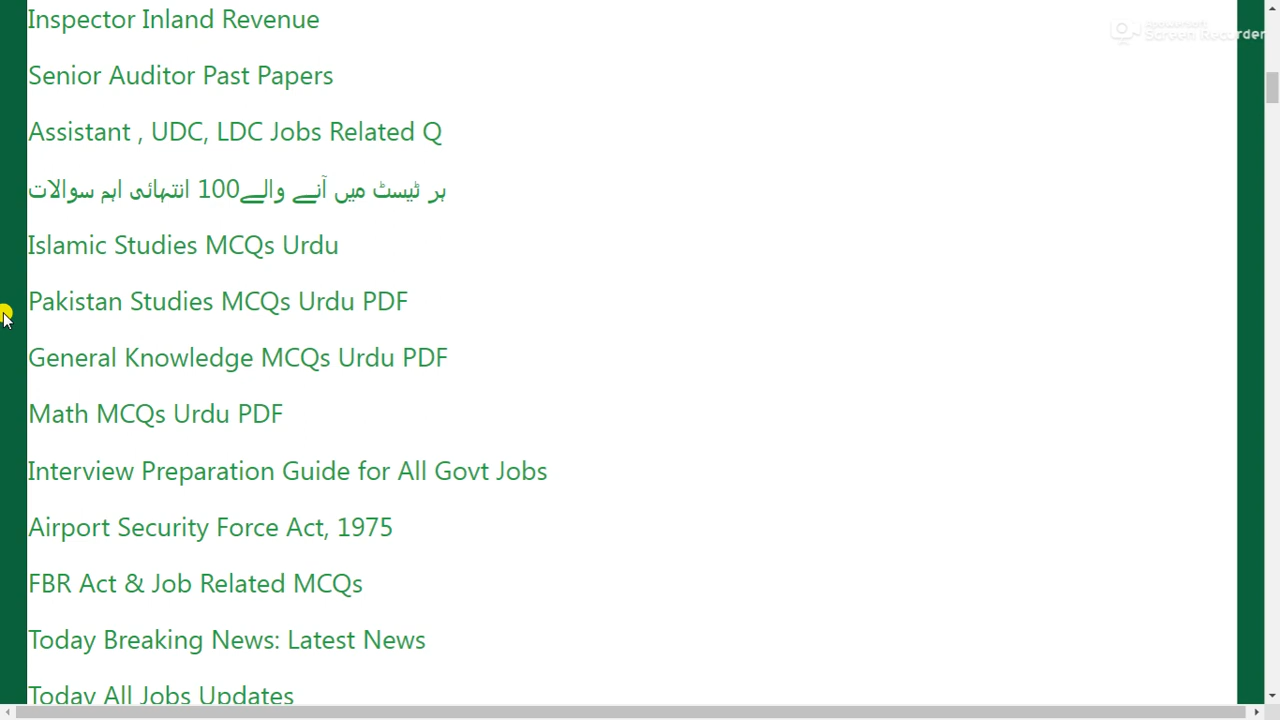 Inspector Inland Revenue
Senior Auditor Past Papers
Assistant , UDC, LDC Jobs Related Q
ہر ٹیسٹ میں آنے والے100 انتہائی اہم سوالات
Islamic Studies MCQs Urdu
Pakistan Studies MCQs Urdu PDF
General Knowledge MCQs Urdu PDF
Math MCQs Urdu PDF
Interview Preparation Guide for All Govt Jobs
Airport Security Force Act, 1975
FBR Act & Job Related MCQs
Today Breaking News: Latest News
Today All Jobs Updates
Screen Recorder